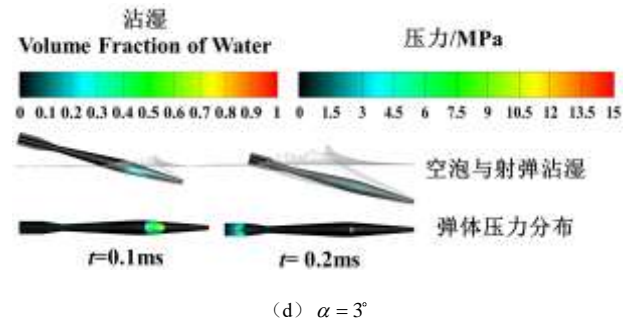 沾湿
Volume Fraction of Water
压力/MPa
0 0.1 0.2 0.3 0.4 0.5 0.6 0.7 0.8 0.9 1
0 1.5 3 4.5 6 7.5 9 10.5 12 13.5 15
空泡与射弹沾湿
弹体压力分布
t=0.1ms
t= 0.2ms
（d） α = 3°